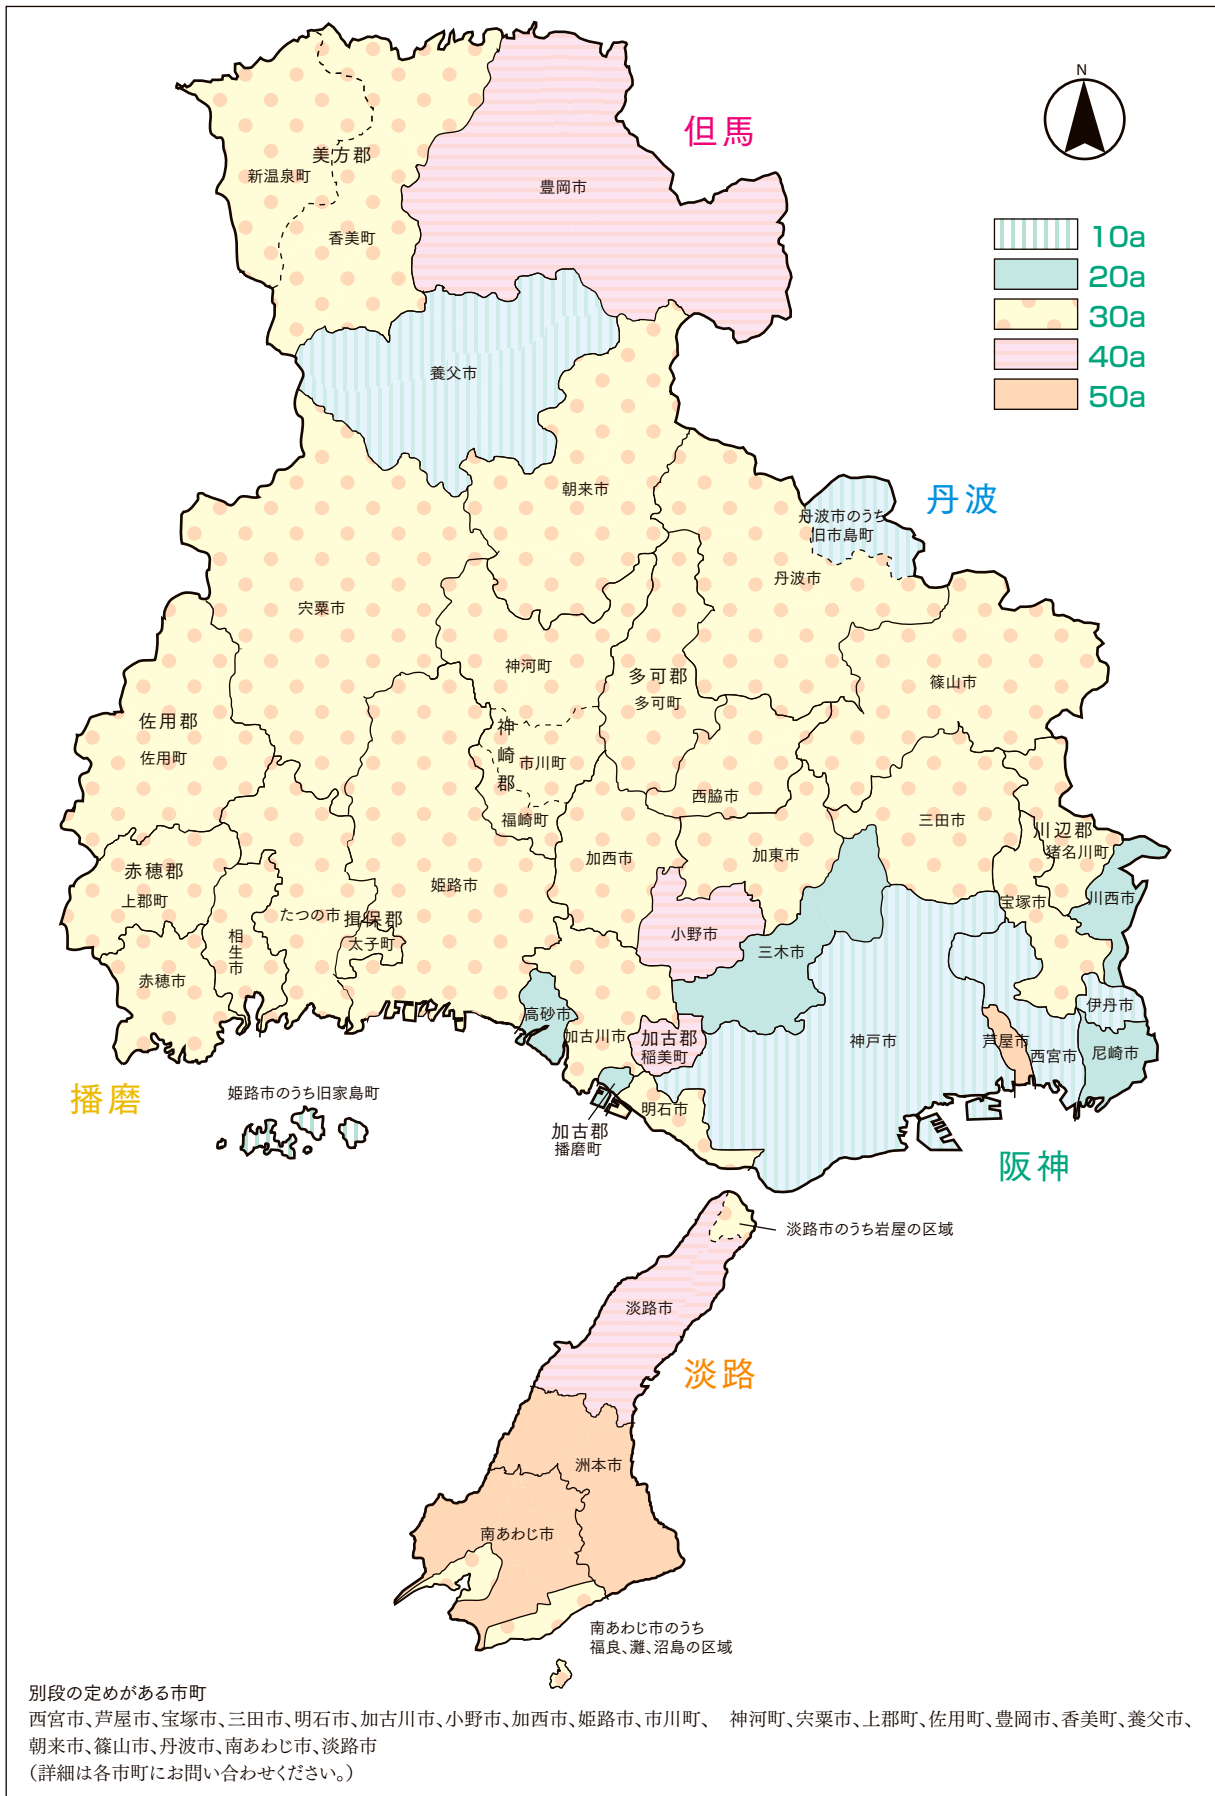 N
但馬
美方郡
新温泉町
豊岡市
香美町
10a
20a
30a
40a
50a
養父市
朝来市
丹波
丹波市のうち
旧市島町
丹波市
宍粟市
神河町
多可郡
多可町
篠山市
佐用郡
佐用町
神崎郡
市川町
西脇市
福崎町
三田市
川辺郡
猪名川町
加西市
加東市
赤穂郡
上郡町
姫路市
宝塚市
川西市
たつの市
揖保郡
太子町
相生市
小野市
三木市
赤穂市
伊丹市
高砂市
加古川市
加古郡
稲美町
神戸市
芦屋市
西宮市
尼崎市
播磨
姫路市のうち旧家島町
明石市
加古郡
播磨町
阪神
淡路市のうち岩屋の区域
淡路市
淡路
洲本市
南あわじ市
南あわじ市のうち
福良、灘、沼島の区域
別段の定めがある市町
西宮市、芦屋市、宝塚市、三田市、明石市、加古川市、小野市、加西市、姫路市、市川町、　神河町、宍粟市、上郡町、佐用町、豊岡市、香美町、養父市、
朝来市、篠山市、丹波市、南あわじ市、淡路市
（詳細は各市町にお問い合わせください。）